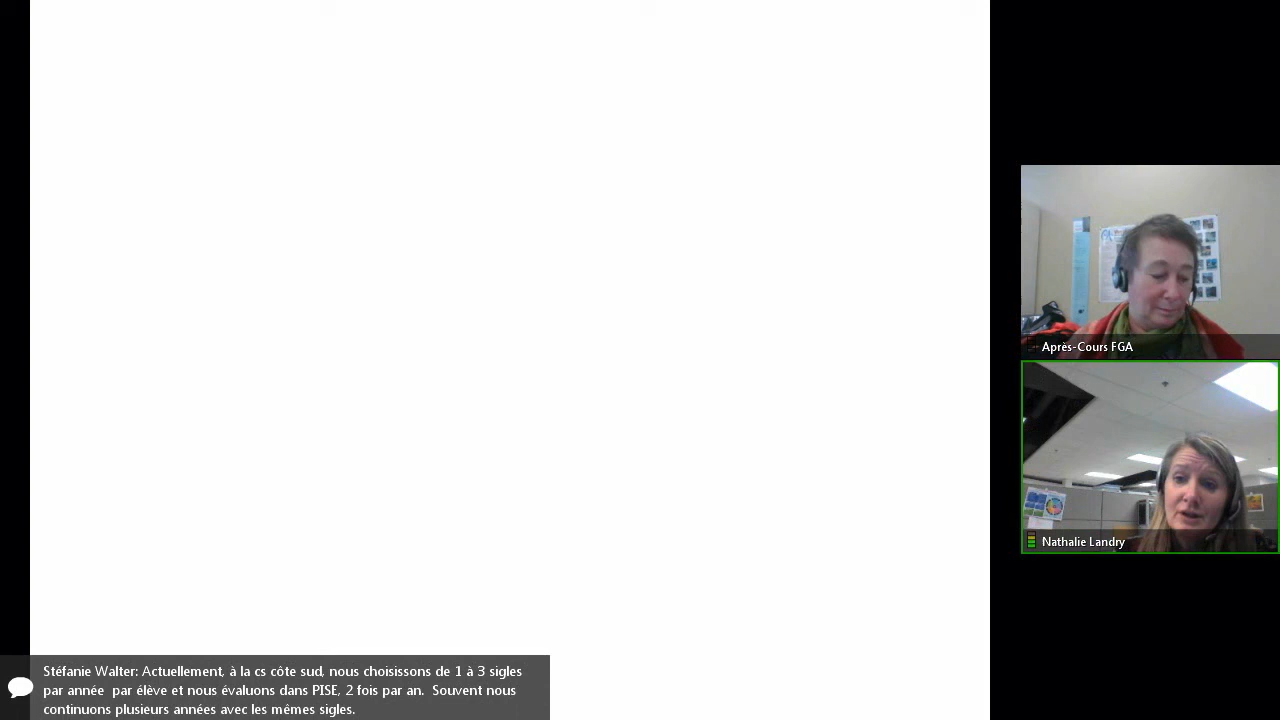 Après-Cours FGA
Nathalie Landry
Stéfanie Walter: Actuellement, à la cs côte sud, nous choisissons de 1 à 3 sigles
par année  par élève et nous évaluons dans PISE, 2 fois par an.  Souvent nous
continuons plusieurs années avec les mêmes sigles.